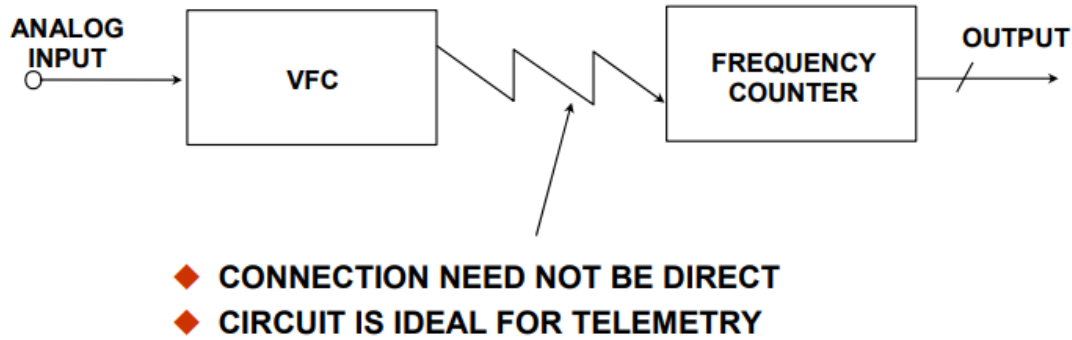 ANALOG
INPUT
VFC
FREQUENCY
COUNTER
OUTPUT
CONNECTION NEED NOT BE DIRECT
CIRCUIT IS IDEAL FOR TELEMETRY